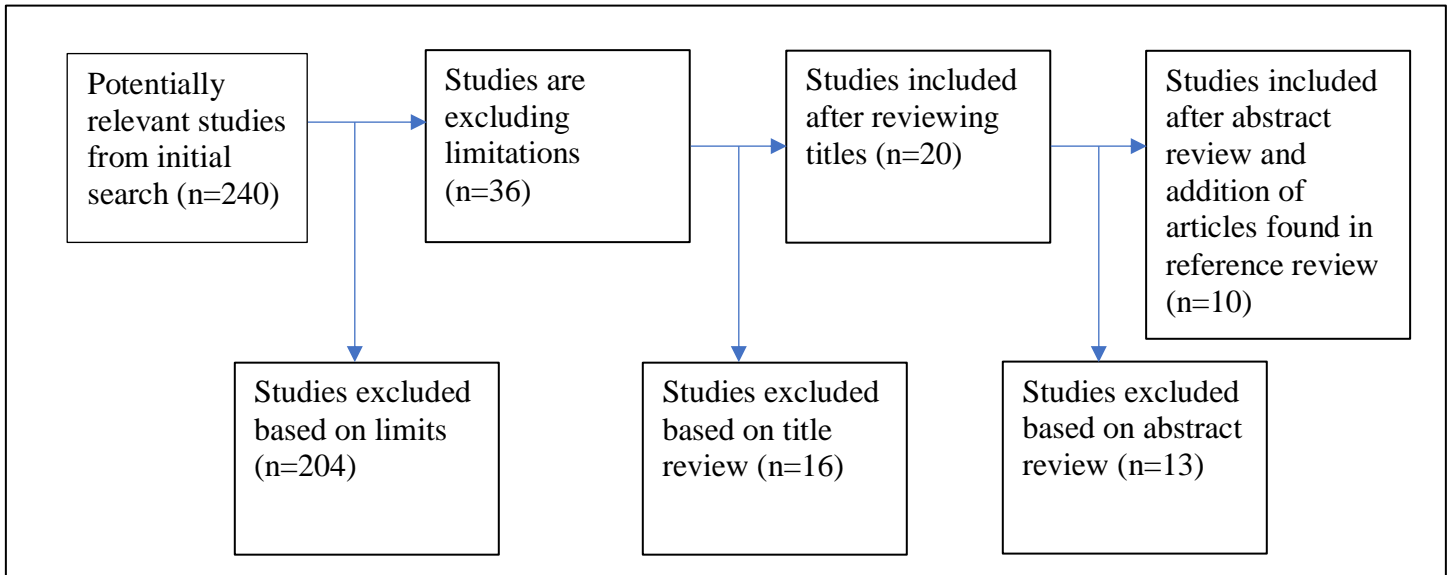 Potentially
relevant studies
from initial
search (n=240)
Studies are
excluding
limitations
(n=36)
Studies included
after reviewing
titles (n=20)
Studies included
after abstract
review and
addition of
articles found in
reference review
(n=10)
Studies excluded
based on limits
(n=204)
Studies excluded
based on title
review (n=16)
Studies excluded
based on abstract
review (n=13)